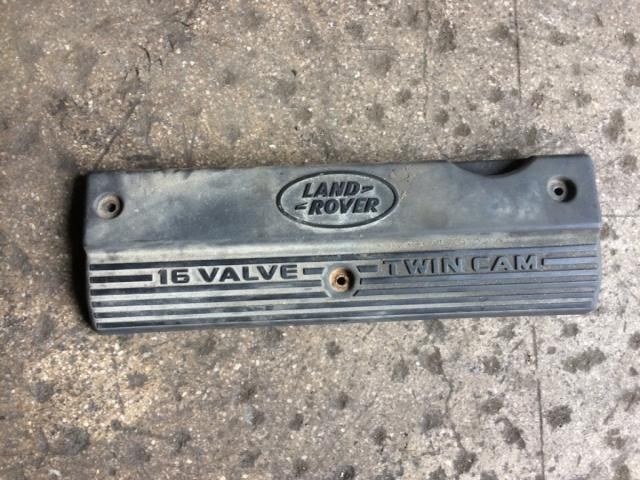 LAND
ROVER
16 VALVE TWIN CAM